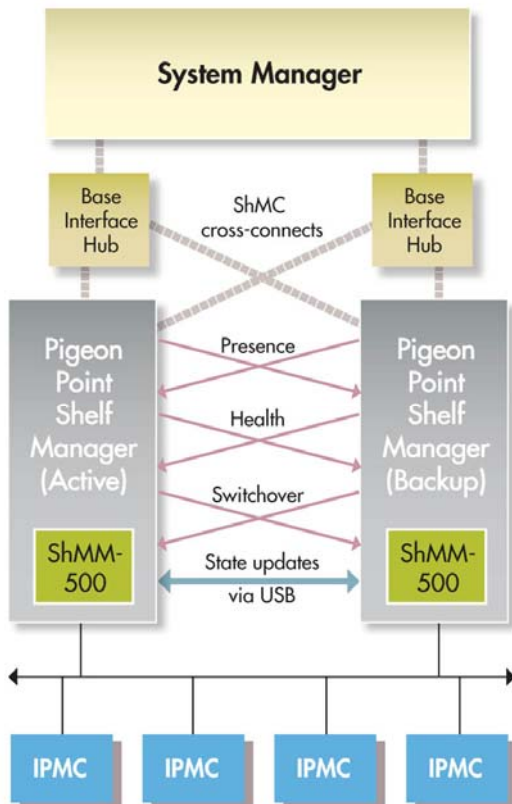 System Manager
Base
Interface
Hub
ShMC
cross-connects
Base
Interface
Hub
Pigeon
Point
Shelf
Manager
(Active)
Presence
Health
Switchover
State updates
via USB
Pigeon
Point
Shelf
Manager
(Backup)
ShMM-
500
ShMM-
500
IPMC
IPMC
IPMC
IPMC